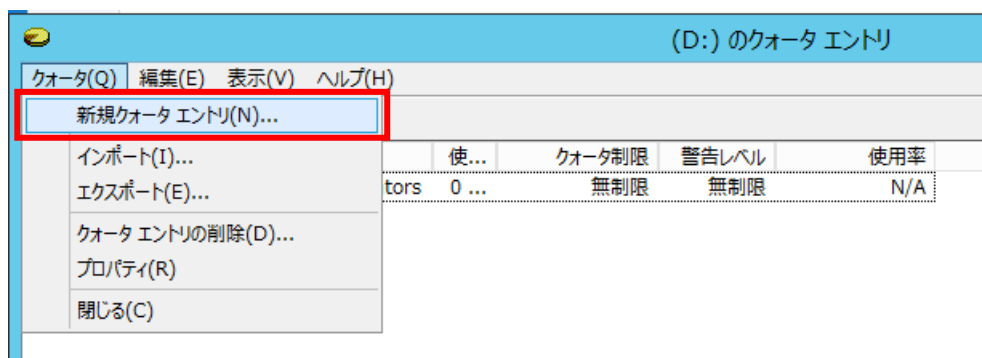 (D:) のクォータ エントリ
クォータ(Q) 編集(E) 表示(V) ヘルプ(H)
新規クォータ エントリ(N)...
インポート(I)... 使... クォータ制限 警告レベル 使用率
エクスポート(E)... tors 0 ... 無制限 無制限 N/A
クォータ エントリの削除(D)...
プロパティ(R)
閉じる(C)